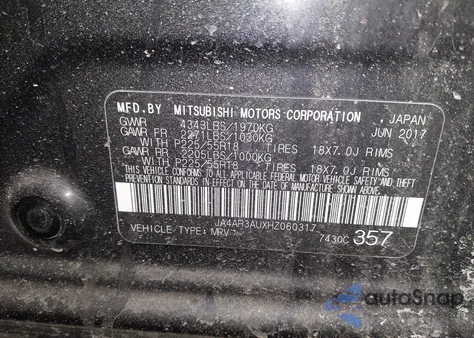 MFD. BY MITSUBISHI MOTORS CORPORATION , JAPAN
GVWR 4343LBS/1970KG JUN 2017
GAWR FR 2271LBS/1030KG
WITH P225/55R18 TIRES 18X7.0J RIMS
GAWR RR 2205LBS/1000KG
WITH P225/55R18 TIRES 18X7.0J RIMS
THIS VEHICLE CONFORMS TO ALL APPLICABLE FEDERAL MOTOR VEHICLE SAFETY AND THEFT
PREVENTION STANDARDS IN EFFECT ON THE DATE OF MANUFACTURE SHOWN ABOVE.
JA4AR3AUXHZ060317
VEHICLE TYPE: MPV 7430C 357
autoSnap